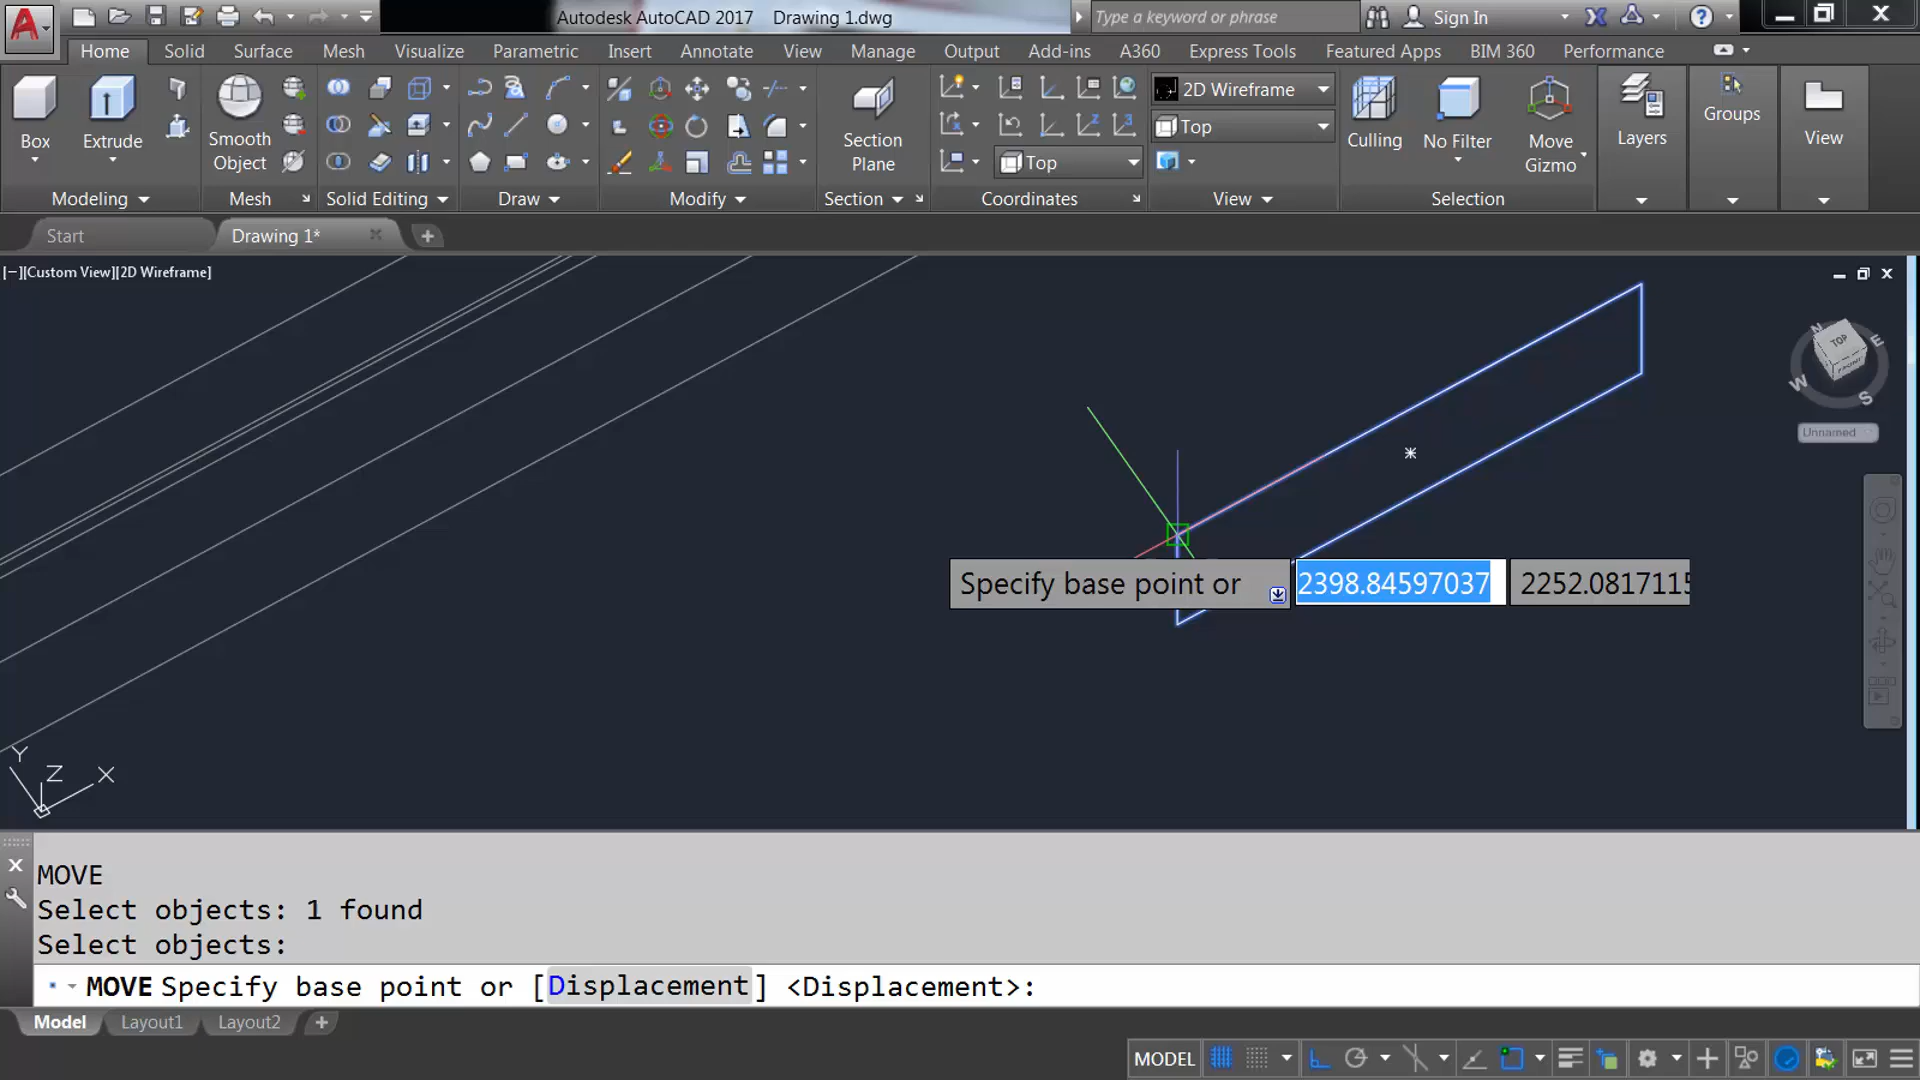 Autodesk AutoCAD 2017 Drawing 1.dwg
Type a keyword or phrase
Sign In
Home Solid Surface Mesh Visualize Parametric Insert Annotate View Manage Output Add-ins A360 Express Tools Featured Apps BIM 360 Performance
Box
Extrude
Smooth
Object
Section
Plane
2D Wireframe
Top
Top
Culling
No Filter
Move
Gizmo
Layers
Groups
View
Modeling Mesh Solid Editing Draw Modify Section Coordinates View Selection
Start Drawing 1*
[−][Custom View][2D Wireframe]
N
E
TOP
FRONT
W
S
Unnamed
Specify base point or 2398.84597037 2252.0817115
Y
Z
X
MOVE
Select objects: 1 found
Select objects:
MOVE Specify base point or [Displacement] <Displacement>:
Model Layout1 Layout2
MODEL